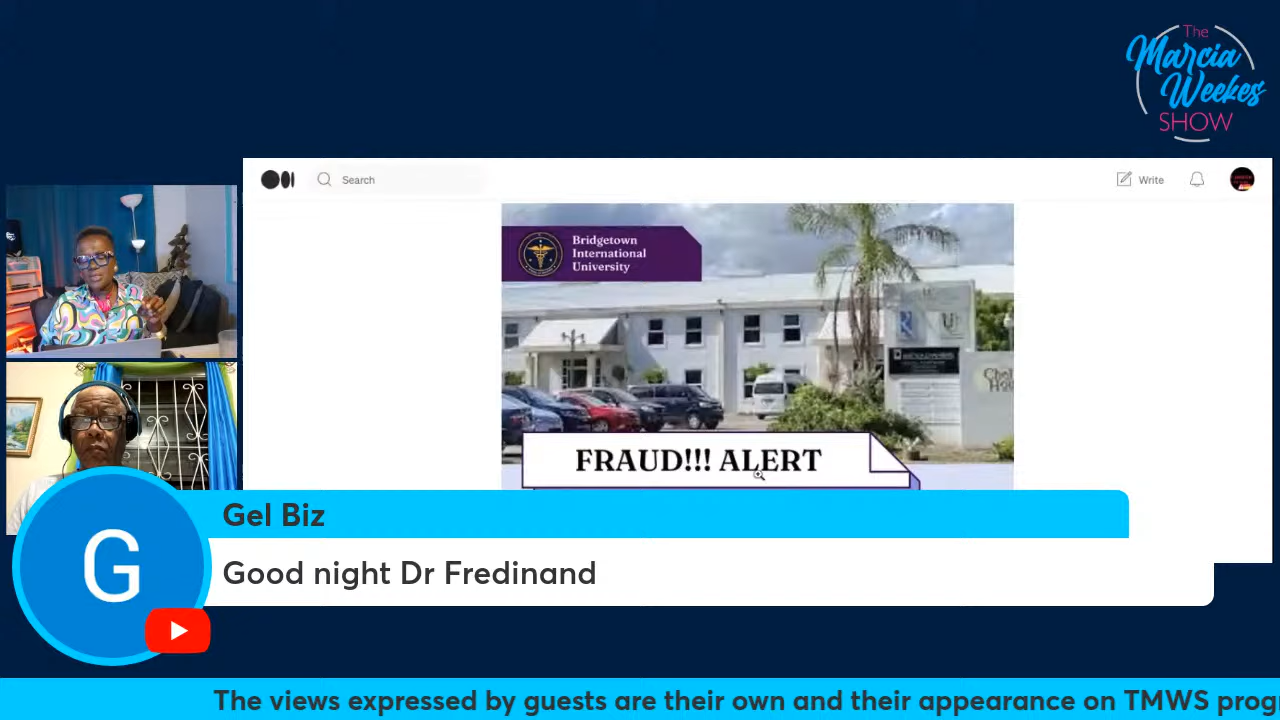 The
Marcia
Weekes
SHOW
Search
Write
Bridgetown
International
University
FRAUD!!! ALERT
Gel Biz
G
Good night Dr Fredinand
The views expressed by guests are their own and their appearance on TMWS prog